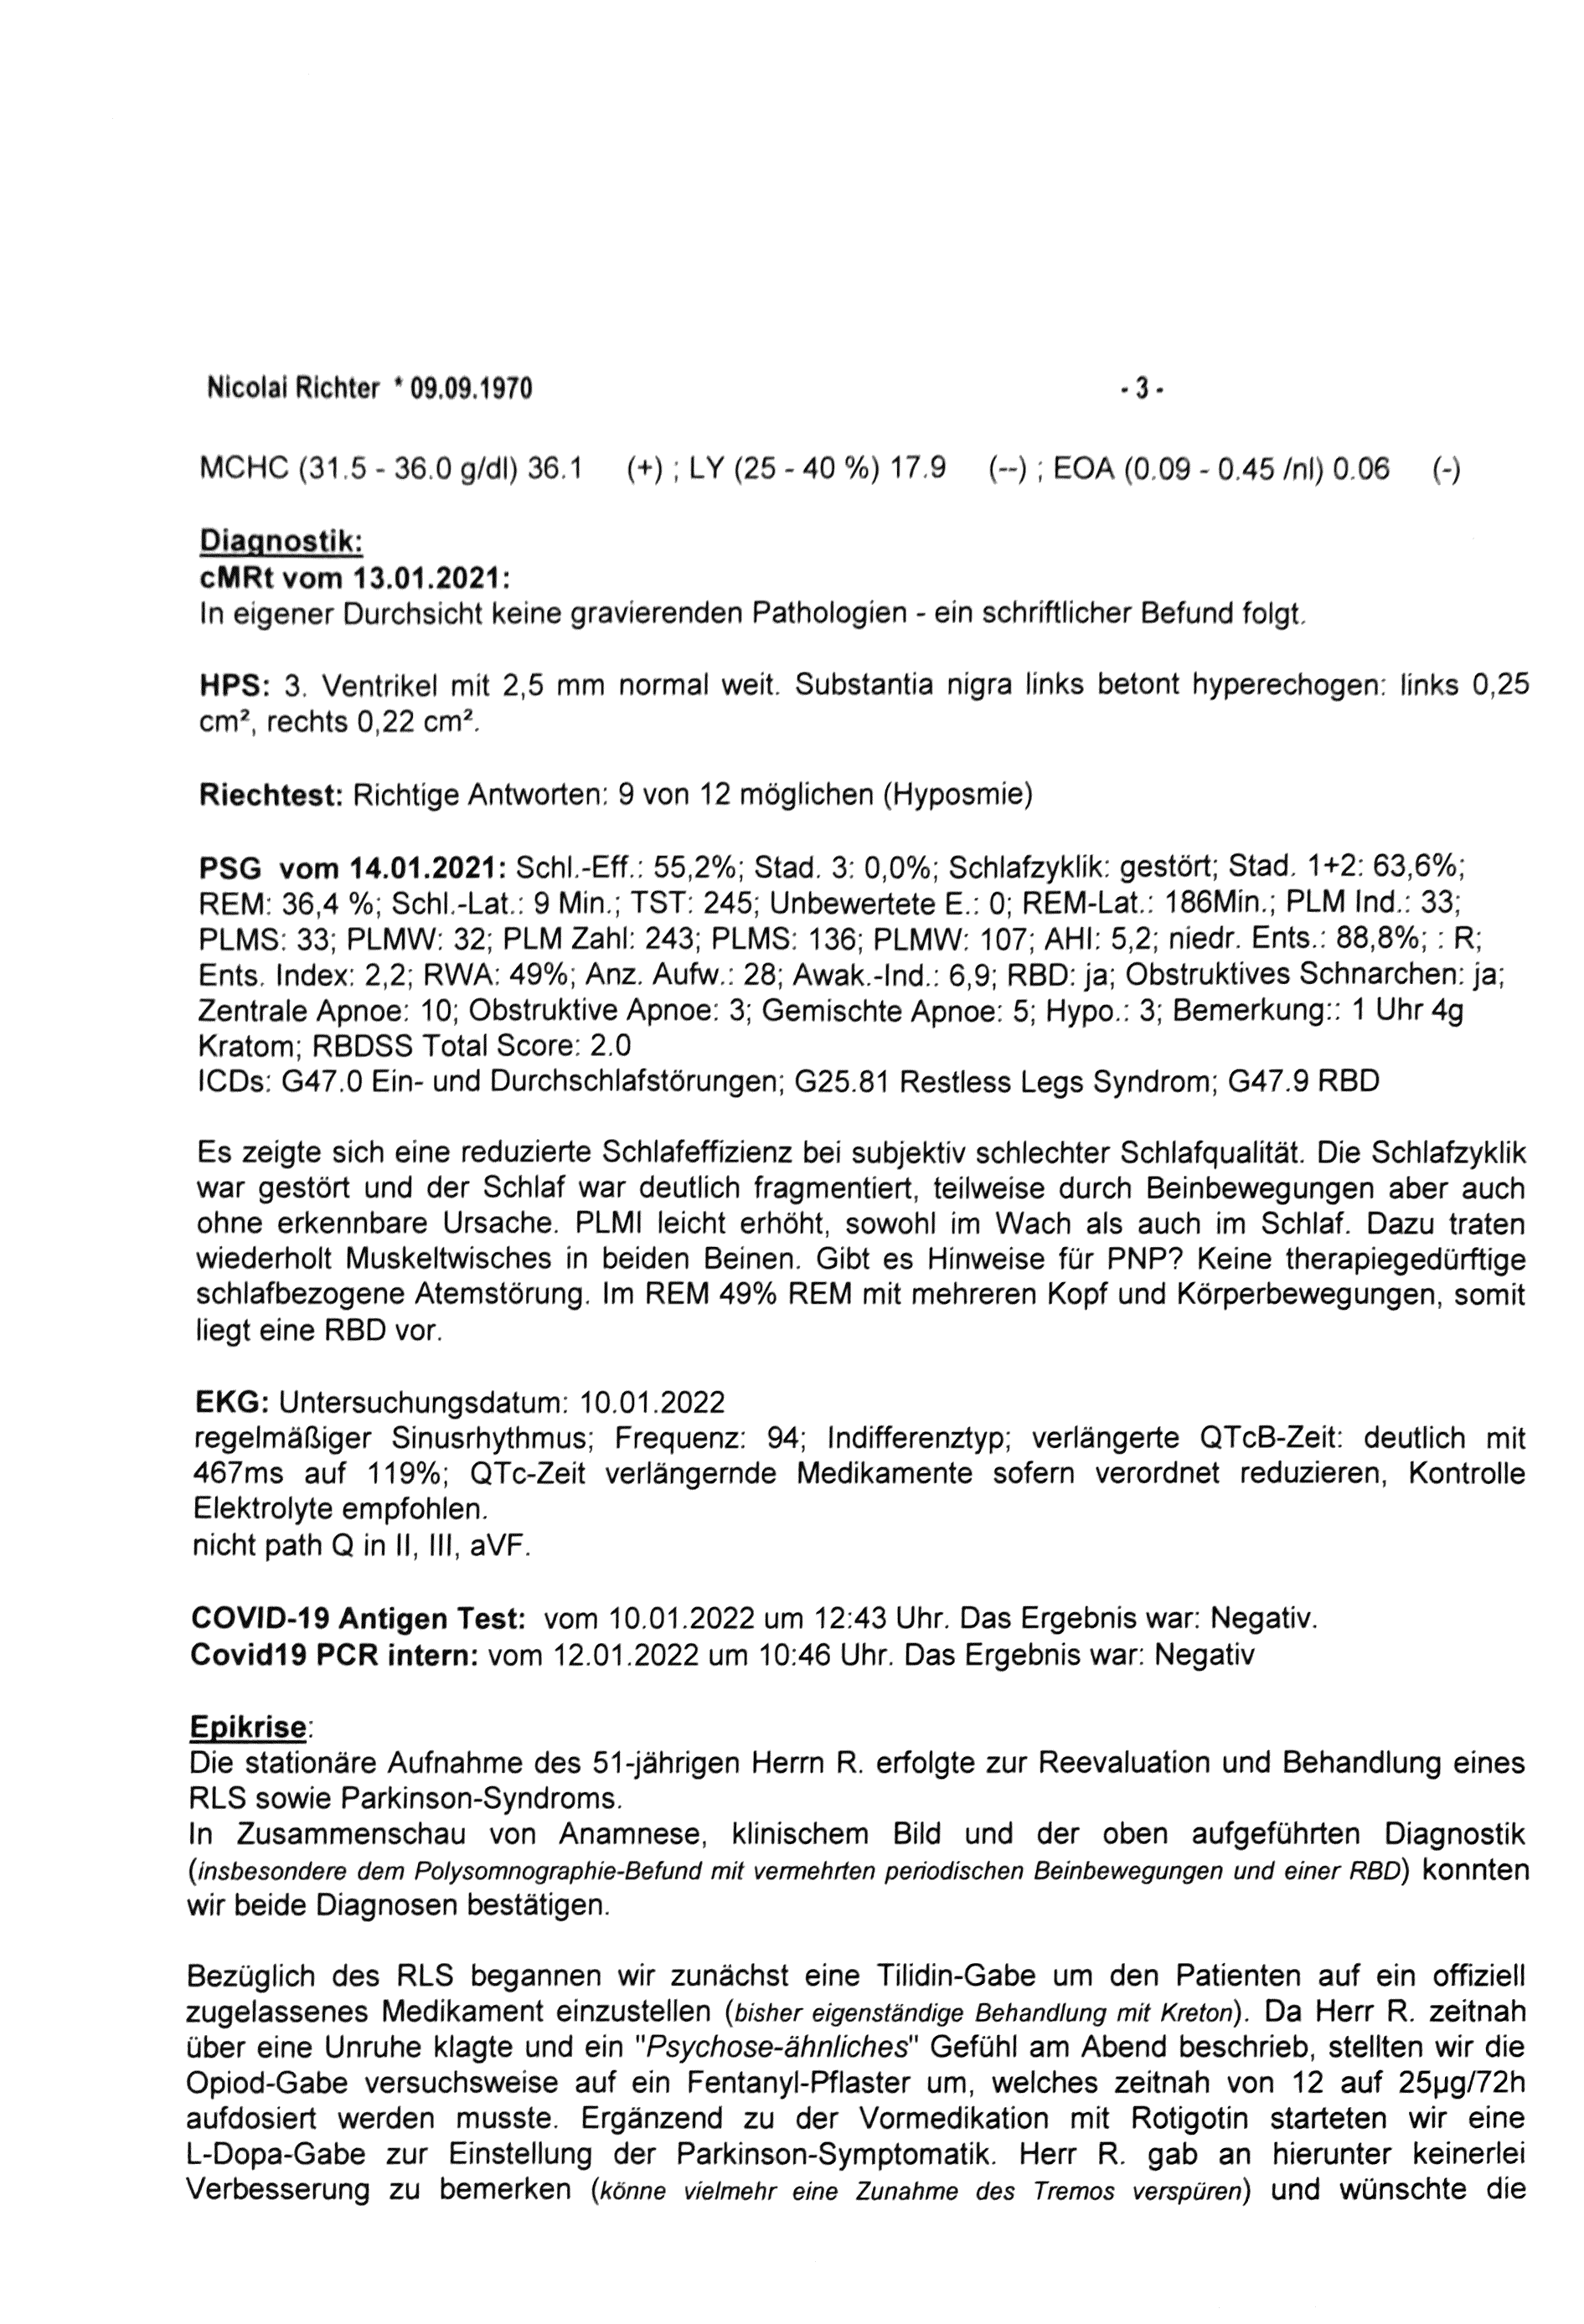 Nicolai Richter * 09.09.1970 - 3 -
MCHC (31.5 - 36.0 g/dl) 36.1 (+) ; LY (25 - 40 %) 17.9 (--) ; EOA (0.09 - 0.45 /nl) 0.06 (-)
Diagnostik:
cMRt vom 13.01.2021:
In eigener Durchsicht keine gravierenden Pathologien - ein schriftlicher Befund folgt.
HPS: 3. Ventrikel mit 2,5 mm normal weit. Substantia nigra links betont hyperechogen: links 0,25
cm², rechts 0,22 cm².
Riechtest: Richtige Antworten: 9 von 12 möglichen (Hyposmie)
PSG vom 14.01.2021: Schl.-Eff.: 55,2%; Stad. 3: 0,0%; Schlafzyklik: gestört; Stad. 1+2: 63,6%;
REM: 36,4 %; Schl.-Lat.: 9 Min.; TST: 245; Unbewertete E.: 0; REM-Lat.: 186Min.; PLM Ind.: 33;
PLMS: 33; PLMW: 32; PLM Zahl: 243; PLMS: 136; PLMW: 107; AHI: 5,2; niedr. Ents.: 88,8%; : R;
Ents. Index: 2,2; RWA: 49%; Anz. Aufw.: 28; Awak.-Ind.: 6,9; RBD: ja; Obstruktives Schnarchen: ja;
Zentrale Apnoe: 10; Obstruktive Apnoe: 3; Gemischte Apnoe: 5; Hypo.: 3; Bemerkung:: 1 Uhr 4g
Kratom; RBDSS Total Score: 2.0
ICDs: G47.0 Ein- und Durchschlafstörungen; G25.81 Restless Legs Syndrom; G47.9 RBD
Es zeigte sich eine reduzierte Schlafeffizienz bei subjektiv schlechter Schlafqualität. Die Schlafzyklik
war gestört und der Schlaf war deutlich fragmentiert, teilweise durch Beinbewegungen aber auch
ohne erkennbare Ursache. PLMI leicht erhöht, sowohl im Wach als auch im Schlaf. Dazu traten
wiederholt Muskeltwisches in beiden Beinen. Gibt es Hinweise für PNP? Keine therapiegedürftige
schlafbezogene Atemstörung. Im REM 49% REM mit mehreren Kopf und Körperbewegungen, somit
liegt eine RBD vor.
EKG: Untersuchungsdatum: 10.01.2022
regelmäßiger Sinusrhythmus; Frequenz: 94; Indifferenztyp; verlängerte QTcB-Zeit: deutlich mit
467ms auf 119%; QTc-Zeit verlängernde Medikamente sofern verordnet reduzieren, Kontrolle
Elektrolyte empfohlen.
nicht path Q in II, III, aVF.
COVID-19 Antigen Test: vom 10.01.2022 um 12:43 Uhr. Das Ergebnis war: Negativ.
Covid19 PCR intern: vom 12.01.2022 um 10:46 Uhr. Das Ergebnis war: Negativ
Epikrise:
Die stationäre Aufnahme des 51-jährigen Herrn R. erfolgte zur Reevaluation und Behandlung eines
RLS sowie Parkinson-Syndroms.
In Zusammenschau von Anamnese, klinischem Bild und der oben aufgeführten Diagnostik
(insbesondere dem Polysomnographie-Befund mit vermehrten periodischen Beinbewegungen und einer RBD) konnten
wir beide Diagnosen bestätigen.
Bezüglich des RLS begannen wir zunächst eine Tilidin-Gabe um den Patienten auf ein offiziell
zugelassenes Medikament einzustellen (bisher eigenständige Behandlung mit Kreton). Da Herr R. zeitnah
über eine Unruhe klagte und ein "Psychose-ähnliches" Gefühl am Abend beschrieb, stellten wir die
Opiod-Gabe versuchsweise auf ein Fentanyl-Pflaster um, welches zeitnah von 12 auf 25µg/72h
aufdosiert werden musste. Ergänzend zu der Vormedikation mit Rotigotin starteten wir eine
L-Dopa-Gabe zur Einstellung der Parkinson-Symptomatik. Herr R. gab an hierunter keinerlei
Verbesserung zu bemerken (könne vielmehr eine Zunahme des Tremos verspüren) und wünschte die